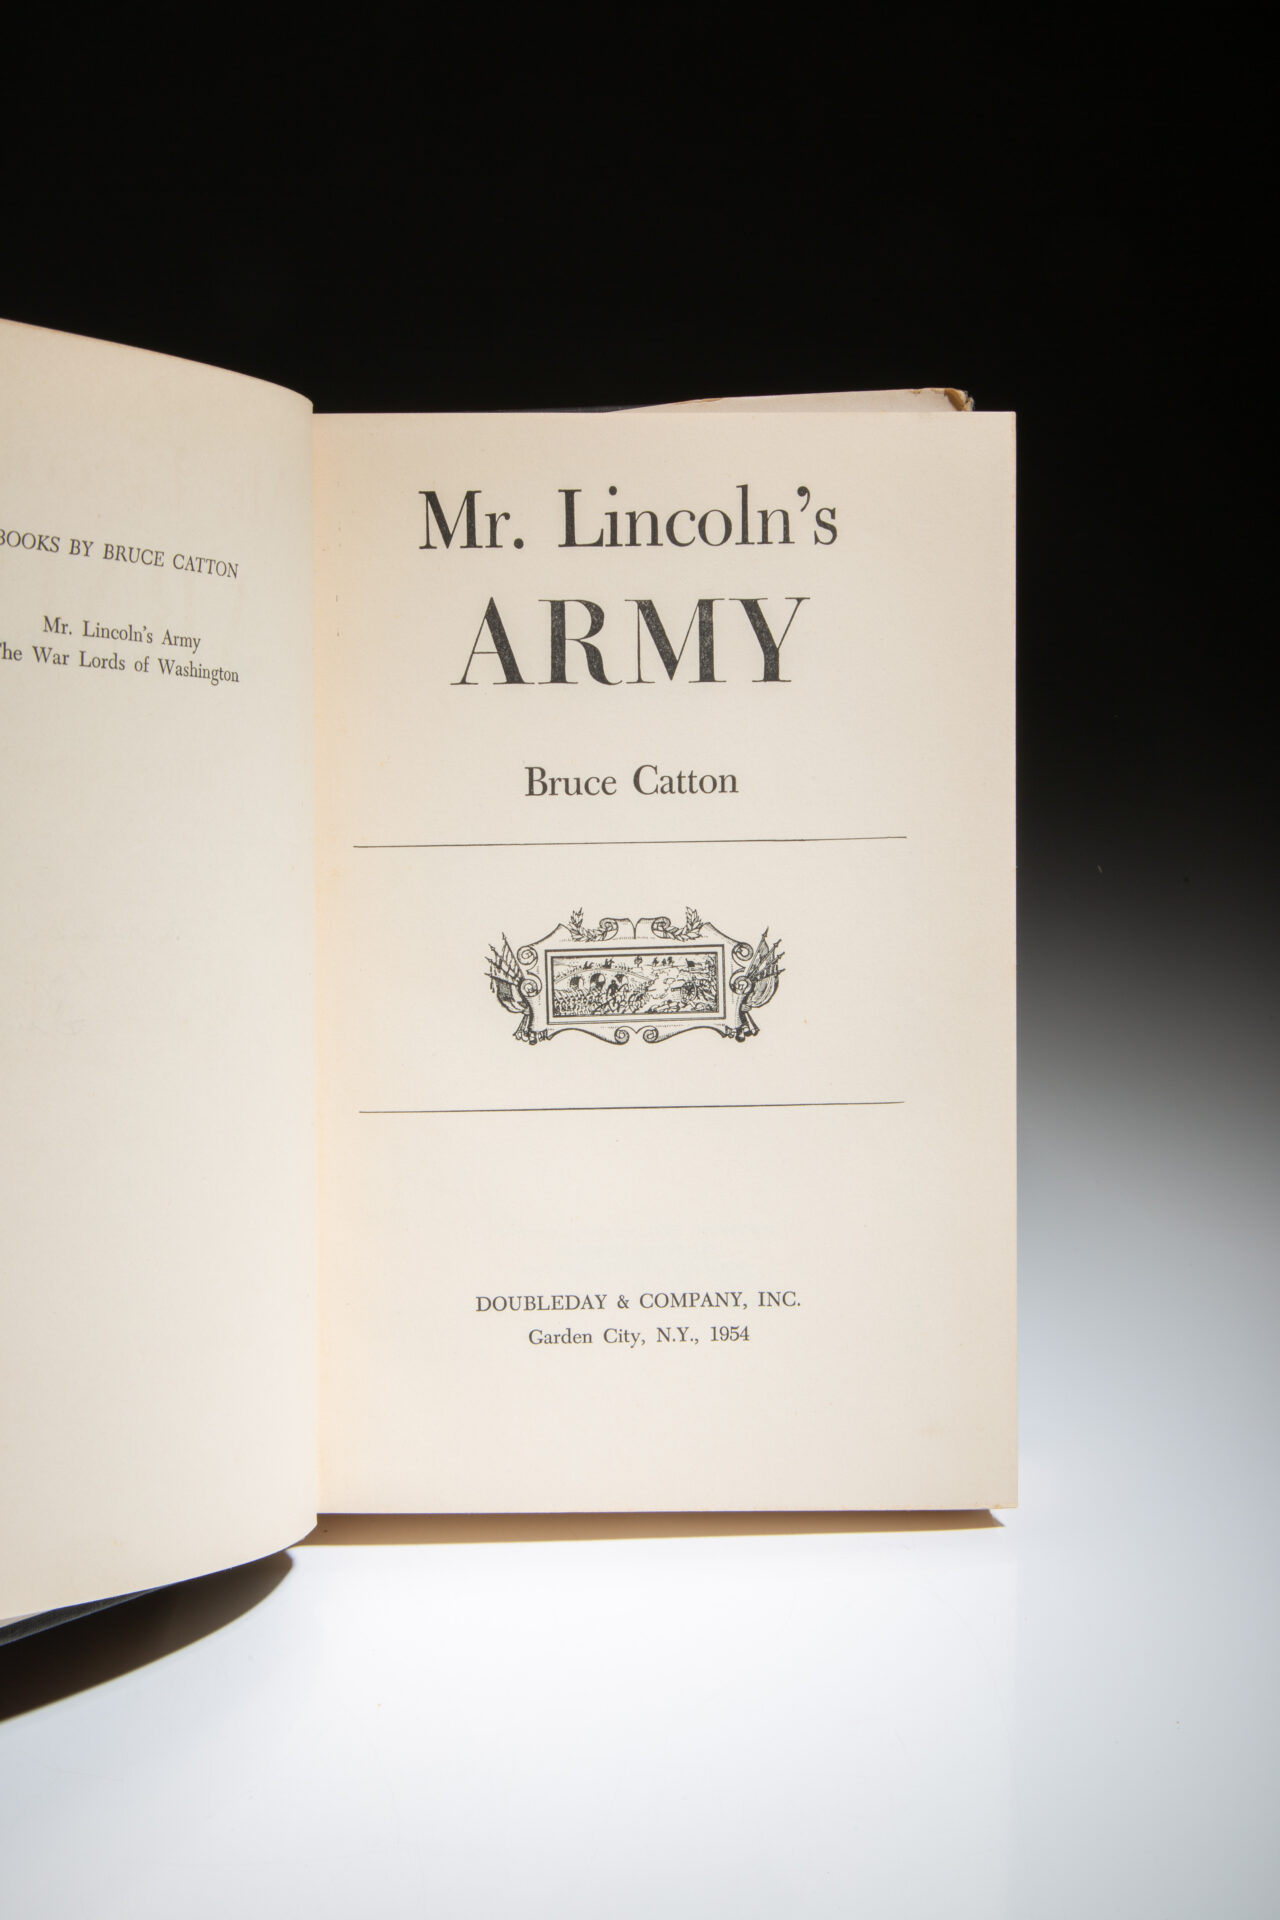 BOOKS BY BRUCE CATTON
Mr. Lincoln's Army
The War Lords of Washington
Mr. Lincoln's
ARMY
Bruce Catton
DOUBLEDAY & COMPANY, INC.
Garden City, N.Y., 1954